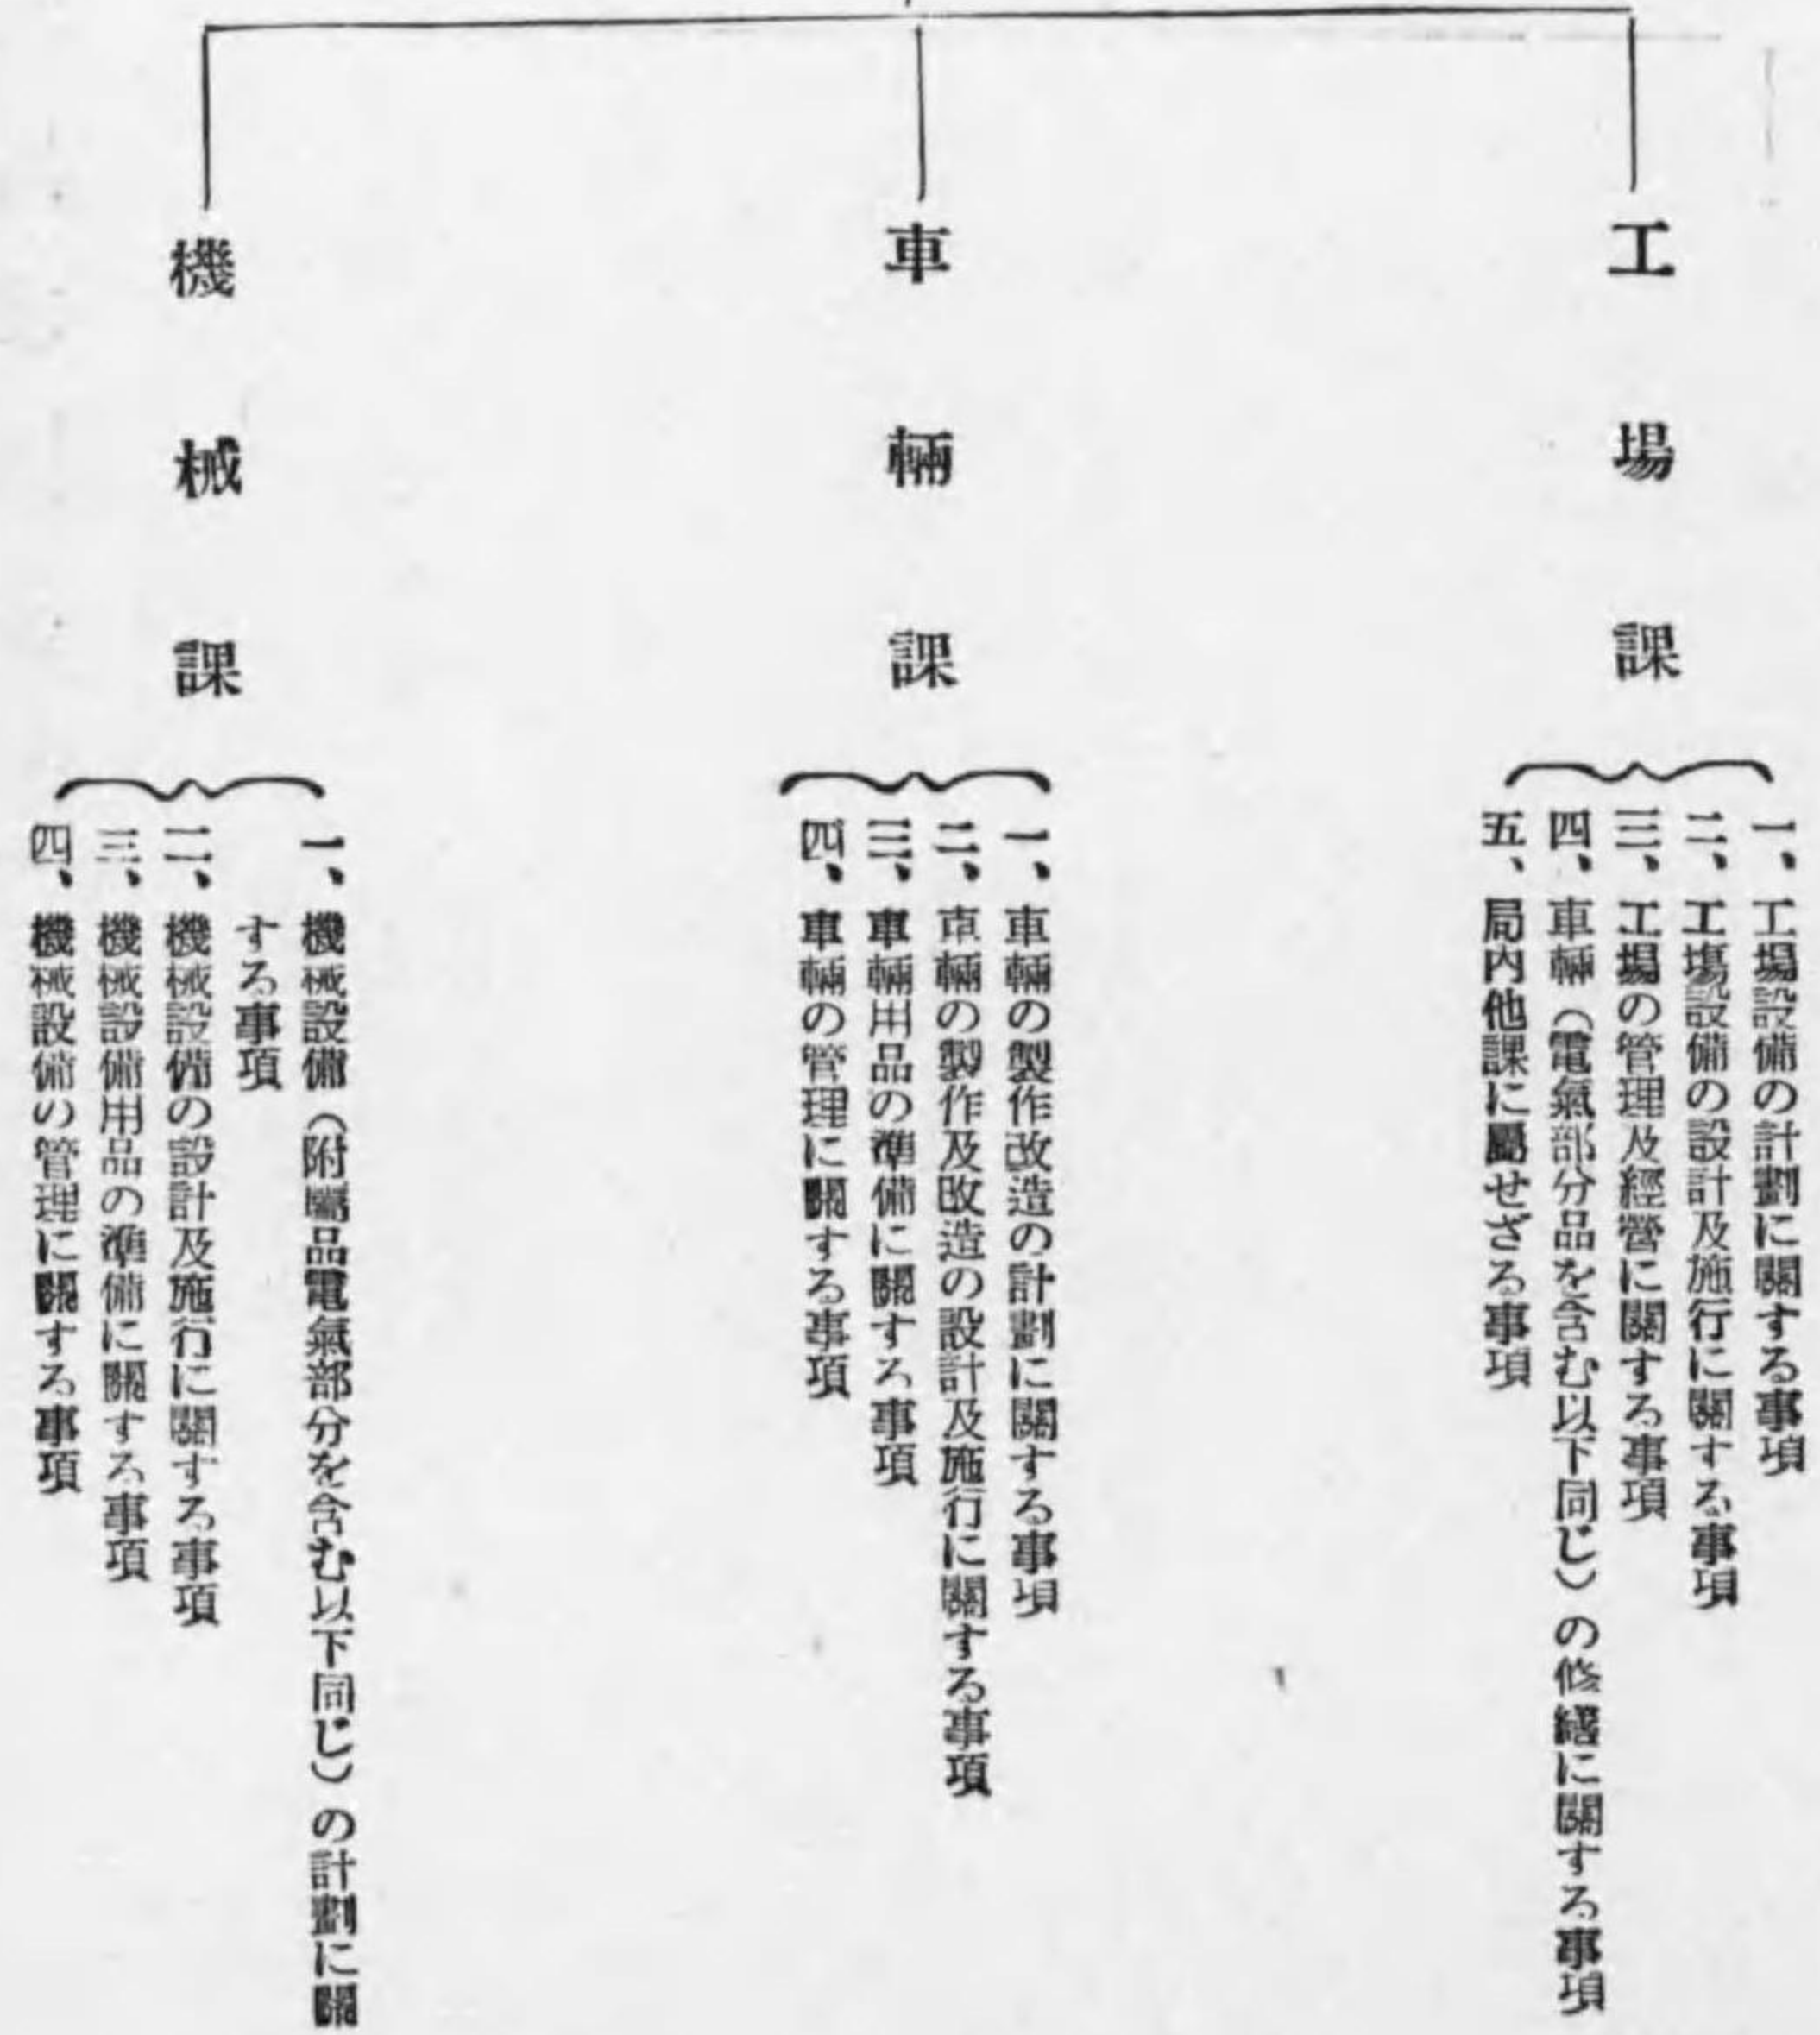 工場課
一、工場設備の計劃に關する事項
二、工場設備の設計及施行に關する事項
三、工場の管理及經營に關する事項
四、車輛（電氣部分品を含む以下同じ）の修繕に關する事項
五、局内他課に屬せざる事項
車輛課
一、車輛の製作改造の計劃に關する事項
二、車輛の製作及改造の設計及施行に關する事項
三、車輛用品の準備に關する事項
四、車輛の管理に關する事項
機械課
一、機械設備（附屬品電氣部分を含む以下同じ）の計劃に關
する事項
二、機械設備の設計及施行に關する事項
三、機械設備用品の準備に關する事項
四、機械設備の管理に關する事項